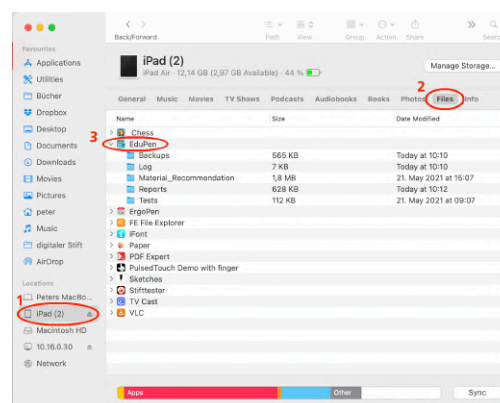 Back/Forward Path View Group Action Share Search
Favourites
Applications
Utilities
Bücher
Dropbox
Desktop
Documents
Downloads
Movies
Pictures
peter
Music
digitaler Stift
AirDrop
Locations
Peters MacBo...
1
iPad (2)
Macintosh HD
10.16.0.30
Network
iPad (2)
iPad Air · 12,14 GB (2,97 GB Available) · 44 %
Manage Storage...
2
General Music Movies TV Shows Podcasts Audiobooks Books Photos Files Info
Name Size Date Modified
Chess
3
EduPen
Backups 565 KB Today at 10:10
Log 7 KB Today at 10:10
Material_Recommendation 1,8 MB 21. May 2021 at 16:07
Reports 628 KB Today at 10:12
Tests 112 KB 21. May 2021 at 09:07
ErgoPen
FE File Explorer
iFont
Paper
PDF Expert
PulsedTouch Demo with finger
Sketches
Stifttester
TV Cast
VLC
Apps Other Sync